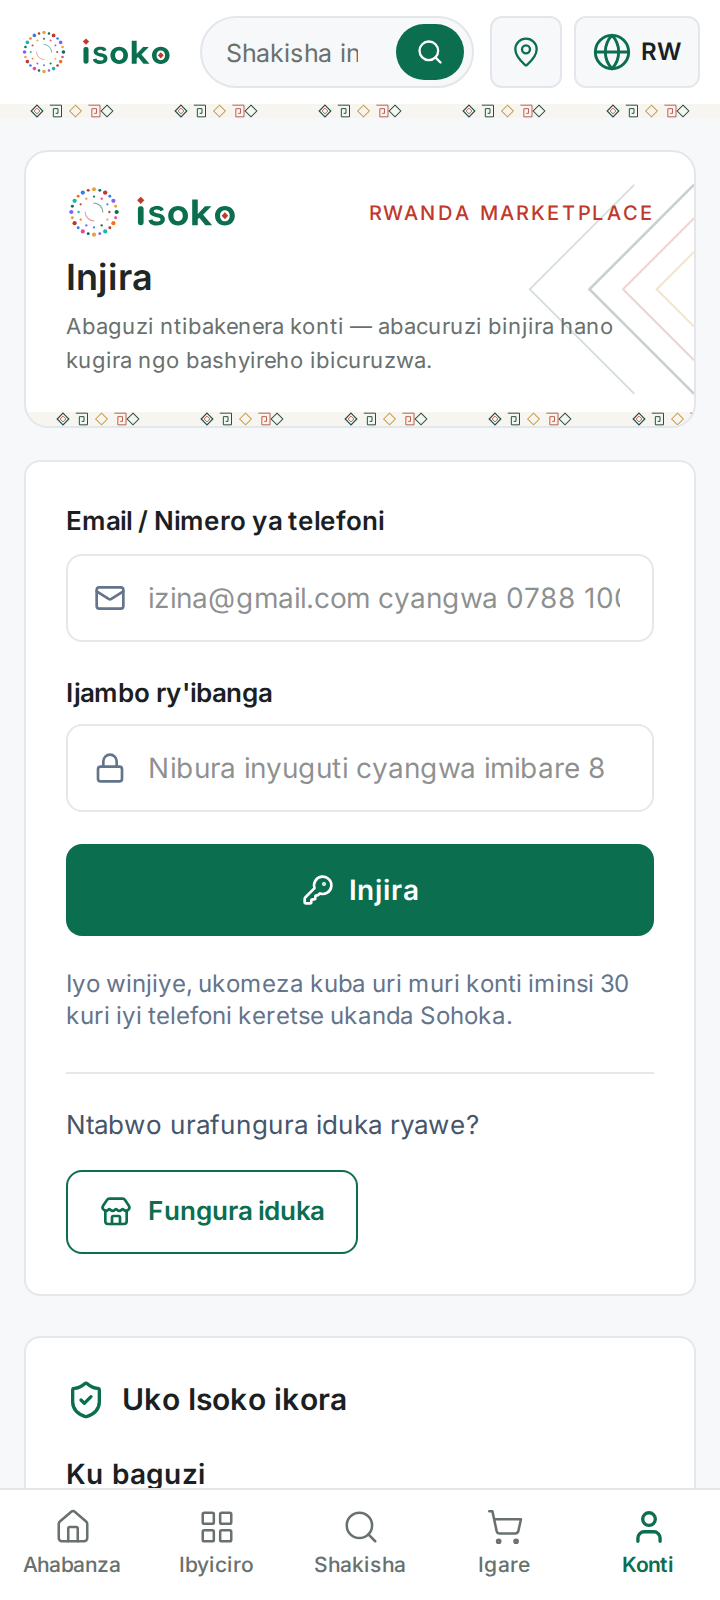 isoko
Shakisha in
RW
isoko
RWANDA MARKETPLACE
Injira
Abaguzi ntibakenera konti — abacuruzi binjira hano
kugira ngo bashyireho ibicuruzwa.
Email / Nimero ya telefoni
izina@gmail.com cyangwa 0788 100
Ijambo ry'ibanga
Nibura inyuguti cyangwa imibare 8
Injira
Iyo winjiye, ukomeza kuba uri muri konti iminsi 30
kuri iyi telefoni keretse ukanda Sohoka.
Ntabwo urafungura iduka ryawe?
Fungura iduka
Uko Isoko ikora
Ku baguzi
Ahabanza
Ibyiciro
Shakisha
Igare
Konti